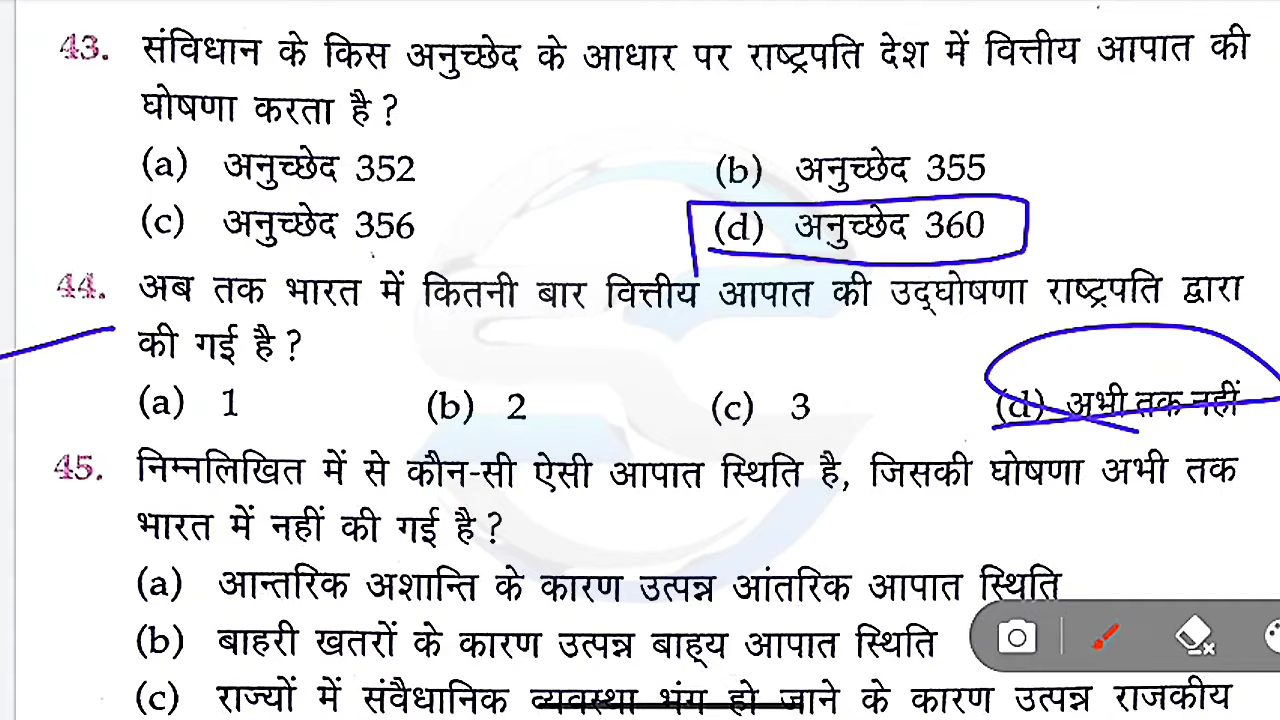 43. संविधान के किस अनुच्छेद के आधार पर राष्ट्रपति देश में वित्तीय आपात की
घोषणा करता है ?
(a) अनुच्छेद 352 (b) अनुच्छेद 355
(c) अनुच्छेद 356 (d) अनुच्छेद 360
44. अब तक भारत में कितनी बार वित्तीय आपात की उद्घोषणा राष्ट्रपति द्वारा
की गई है ?
(a) 1 (b) 2 (c) 3 (d) अभी तक नहीं
45. निम्नलिखित में से कौन-सी ऐसी आपात स्थिति है, जिसकी घोषणा अभी तक
भारत में नहीं की गई है ?
(a) आन्तरिक अशान्ति के कारण उत्पन्न आंतरिक आपात स्थिति
(b) बाहरी खतरों के कारण उत्पन्न बाह्य आपात स्थिति
(c) राज्यों में संवैधानिक व्यवस्था भंग हो जाने के कारण उत्पन्न राजकीय